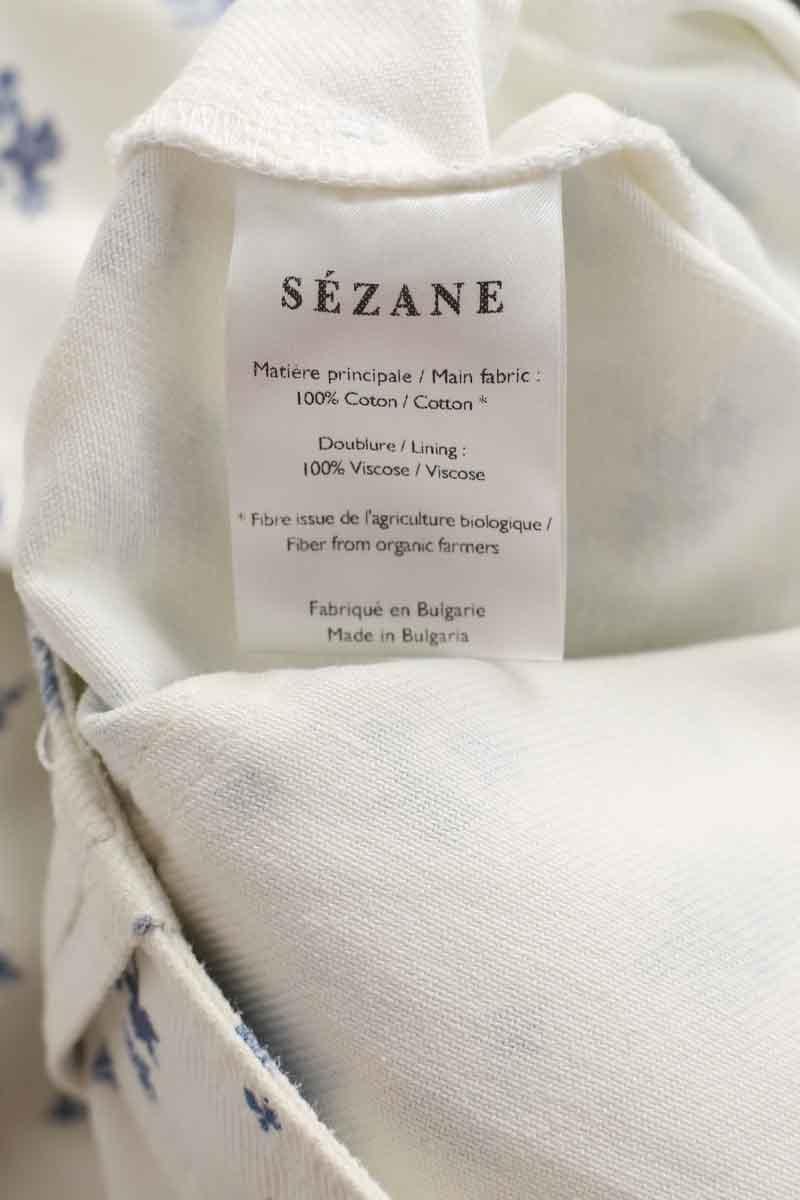 SÉZANE
Matière principale / Main fabric :
100% Coton / Cotton *
Doublure / Lining :
100% Viscose / Viscose
* Fibre issue de l'agriculture biologique /
Fiber from organic farmers
Fabriqué en Bulgarie
Made in Bulgaria